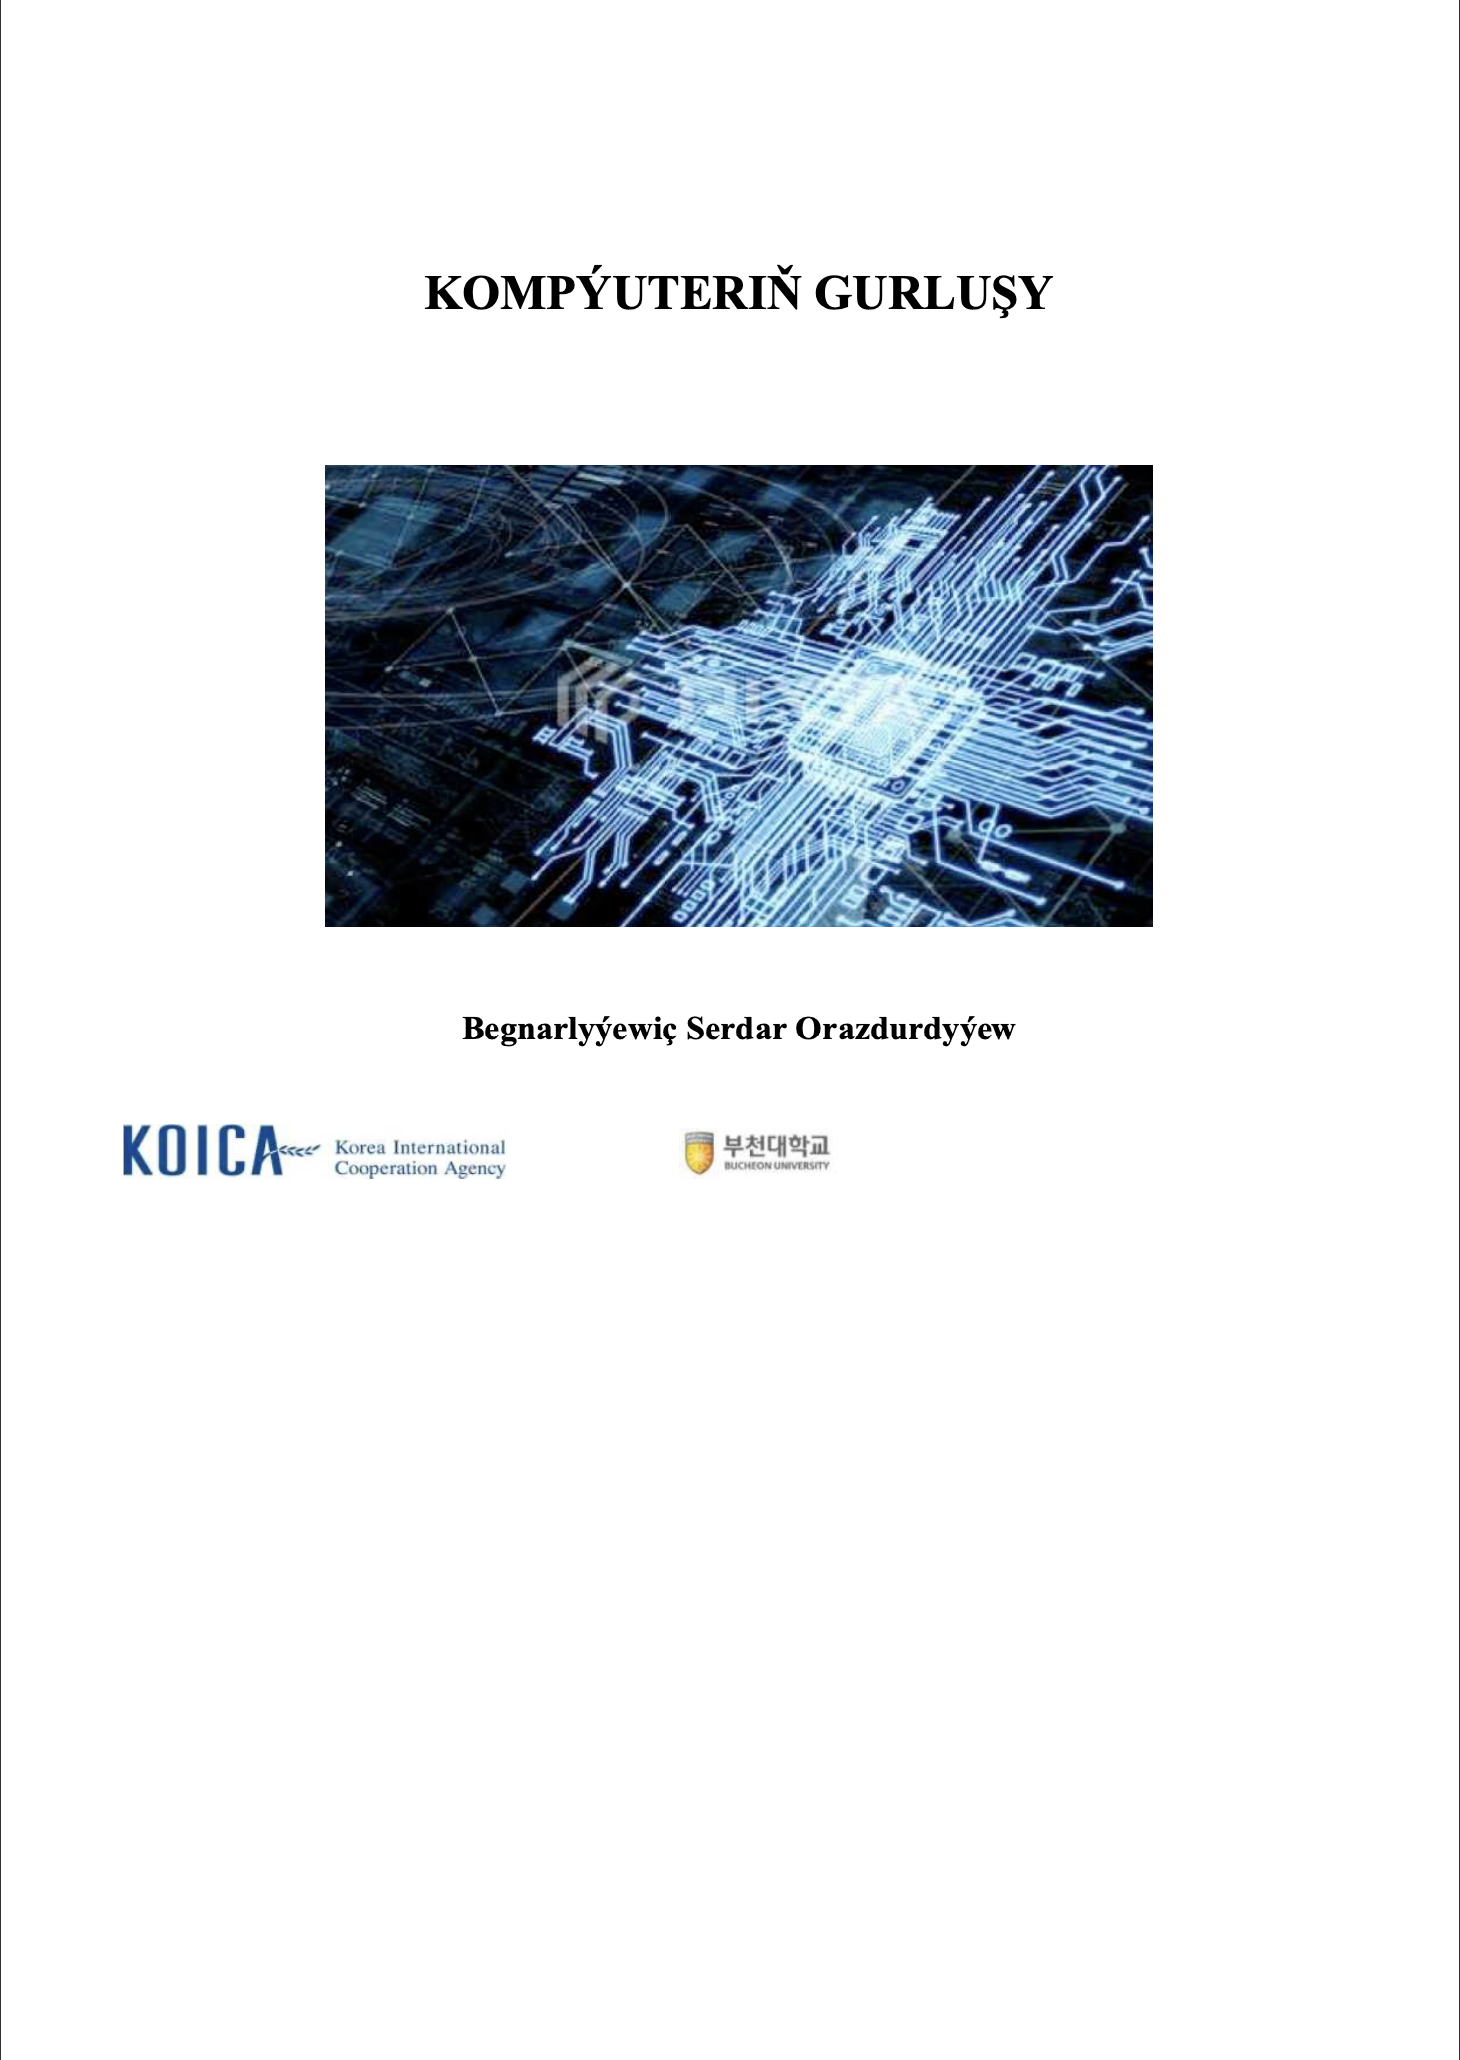 KOMPÝUTERIŇ GURLUŞY
Begnarlyýewiç Serdar Orazdurdyýew
KOICA Korea International
Cooperation Agency
부천대학교
BUCHEON UNIVERSITY